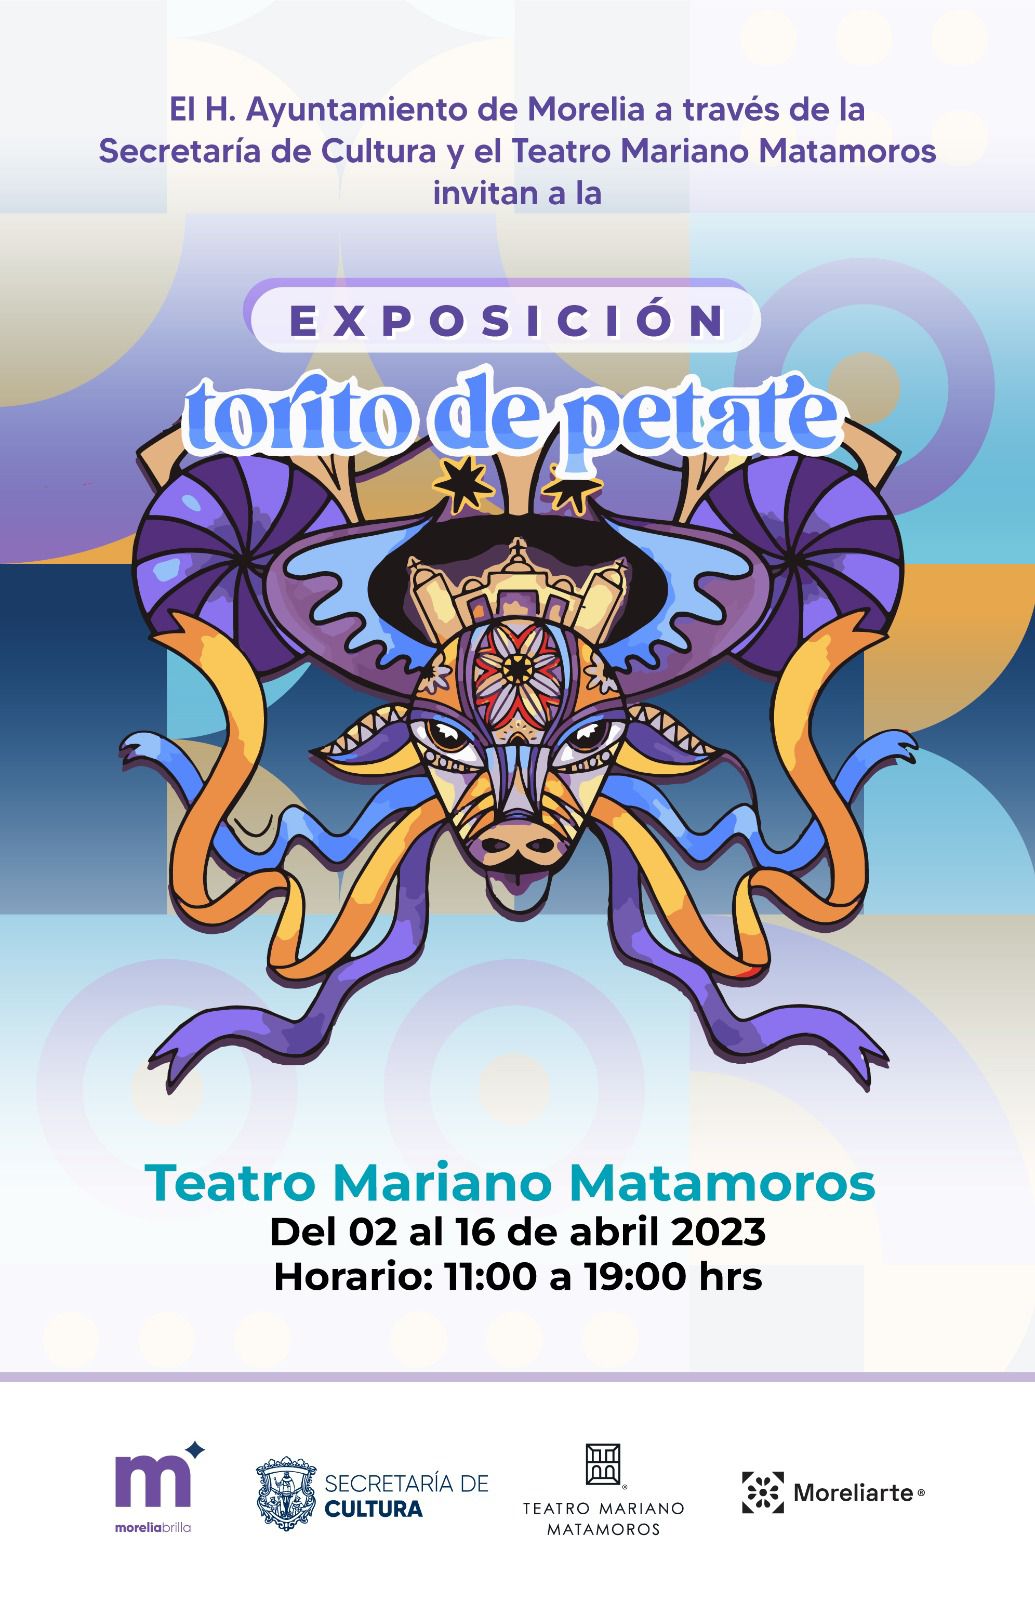 El H. Ayuntamiento de Morelia a través de la
Secretaría de Cultura y el Teatro Mariano Matamoros
invitan a la
EXPOSICIÓN
torito de petate
Teatro Mariano Matamoros
Del 02 al 16 de abril 2023
Horario: 11:00 a 19:00 hrs
m
moreliabrilla
SECRETARÍA DE
CULTURA
TEATRO MARIANO
MATAMOROS
®
Moreliarte®